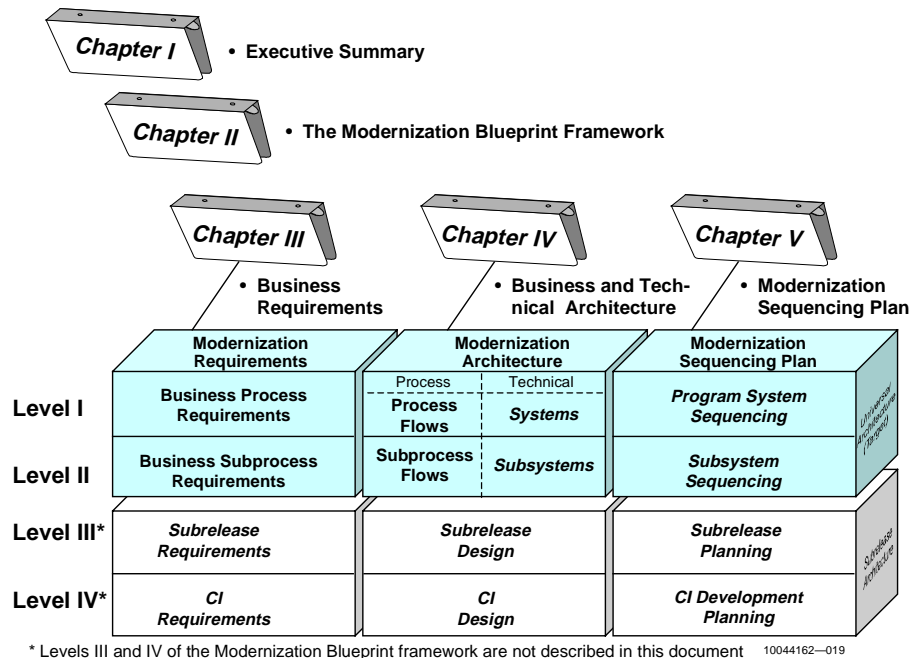 Chapter I
• Executive Summary
Chapter II
• The Modernization Blueprint Framework
Chapter III
Chapter IV
Chapter V
• Business
Requirements
• Business and Tech-
nical Architecture
• Modernization
Sequencing Plan
Modernization
Requirements
Modernization
Architecture
Modernization
Sequencing Plan
Level I
Business Process
Requirements
Process
Technical
Process
Flows
Systems
Program System
Sequencing
Universal
Architecture
(Target)
Level II
Business Subprocess
Requirements
Subprocess
Flows
Subsystems
Subsystem
Sequencing
Level III*
Subrelease
Requirements
Subrelease
Design
Subrelease
Planning
Subrelease
Architecture
Level IV*
CI
Requirements
CI
Design
CI Development
Planning
* Levels III and IV of the Modernization Blueprint framework are not described in this document
10044162—019